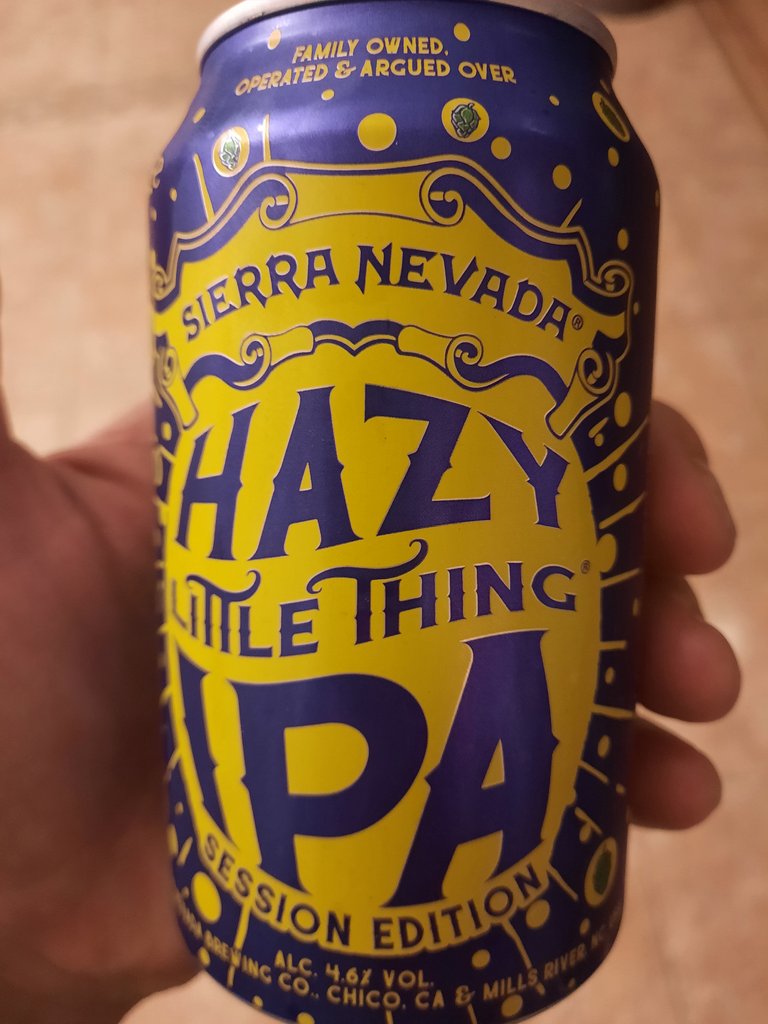 FAMILY OWNED,
OPERATED & ARGUED OVER
SIERRA NEVADA®
HAZY
LITTLE THING®
IPA
SESSION EDITION
ALC. 4.6% VOL.
BREWING CO., CHICO, CA & MILLS RIVER, NC